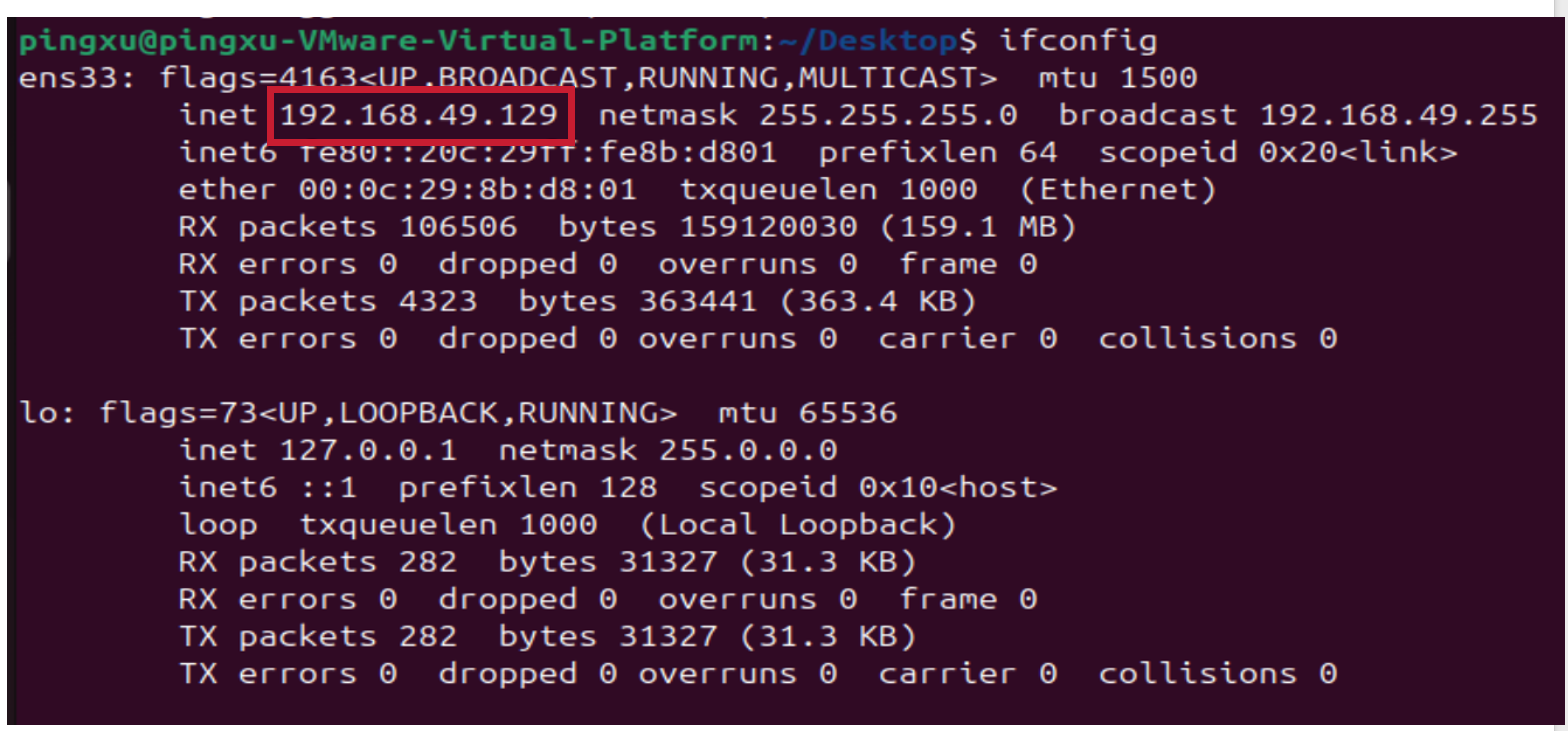 pingxu@pingxu-VMware-Virtual-Platform:~/Desktop$ ifconfig
ens33: flags=4163<UP,BROADCAST,RUNNING,MULTICAST>  mtu 1500
        inet 192.168.49.129  netmask 255.255.255.0  broadcast 192.168.49.255
        inet6 fe80::20c:29ff:fe8b:d801  prefixlen 64  scopeid 0x20<link>
        ether 00:0c:29:8b:d8:01  txqueuelen 1000  (Ethernet)
        RX packets 106506  bytes 159120030 (159.1 MB)
        RX errors 0  dropped 0  overruns 0  frame 0
        TX packets 4323  bytes 363441 (363.4 KB)
        TX errors 0  dropped 0 overruns 0  carrier 0  collisions 0

lo: flags=73<UP,LOOPBACK,RUNNING>  mtu 65536
        inet 127.0.0.1  netmask 255.0.0.0
        inet6 ::1  prefixlen 128  scopeid 0x10<host>
        loop  txqueuelen 1000  (Local Loopback)
        RX packets 282  bytes 31327 (31.3 KB)
        RX errors 0  dropped 0  overruns 0  frame 0
        TX packets 282  bytes 31327 (31.3 KB)
        TX errors 0  dropped 0 overruns 0  carrier 0  collisions 0